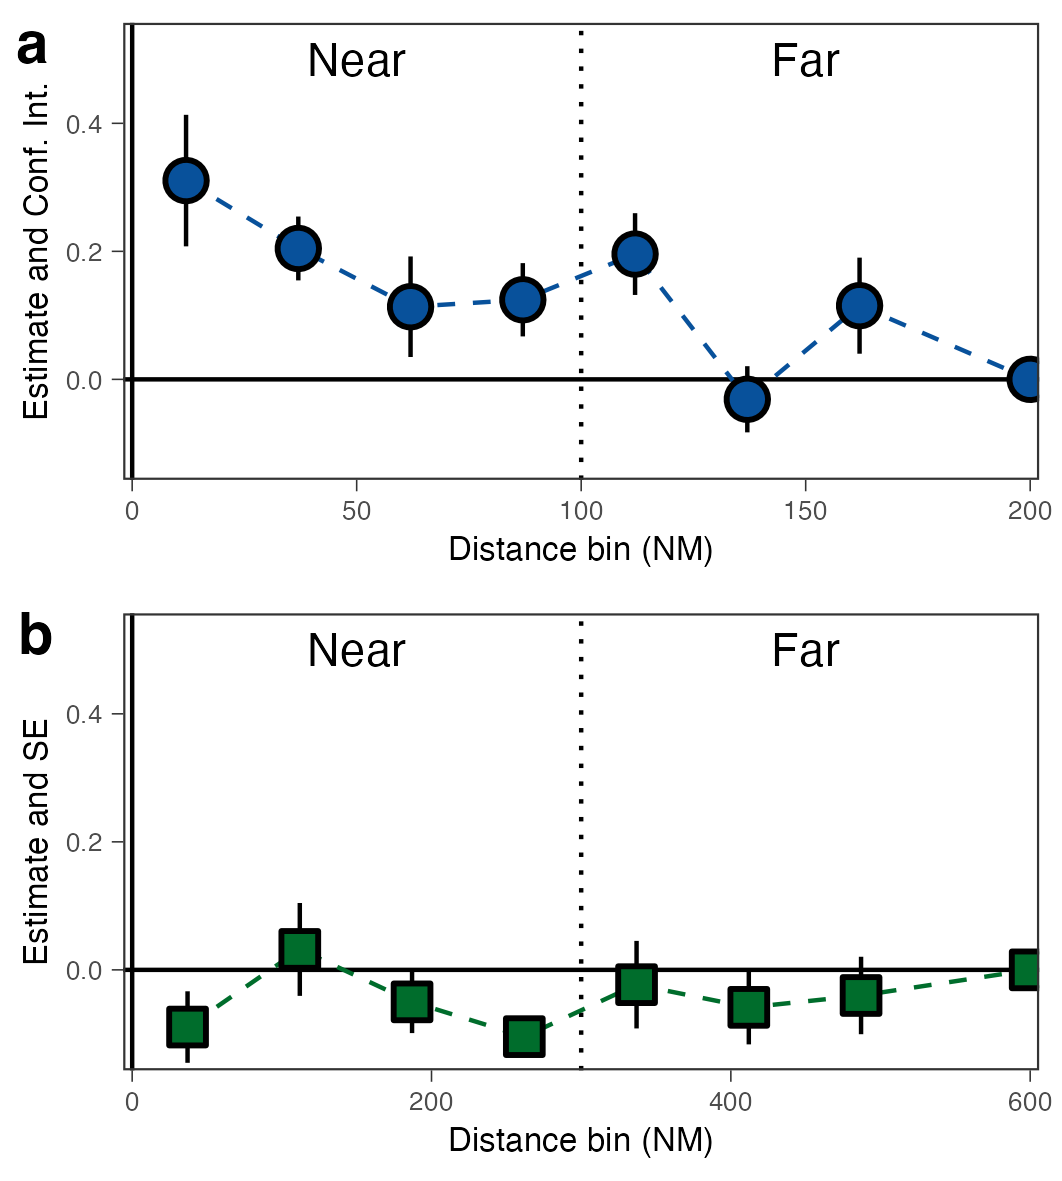 a
Near
Far
Estimate and Conf. Int.
0.4
0.2
0.0
0
50
100
150
200
Distance bin (NM)
b
Near
Far
Estimate and SE
0.4
0.2
0.0
0
200
400
600
Distance bin (NM)